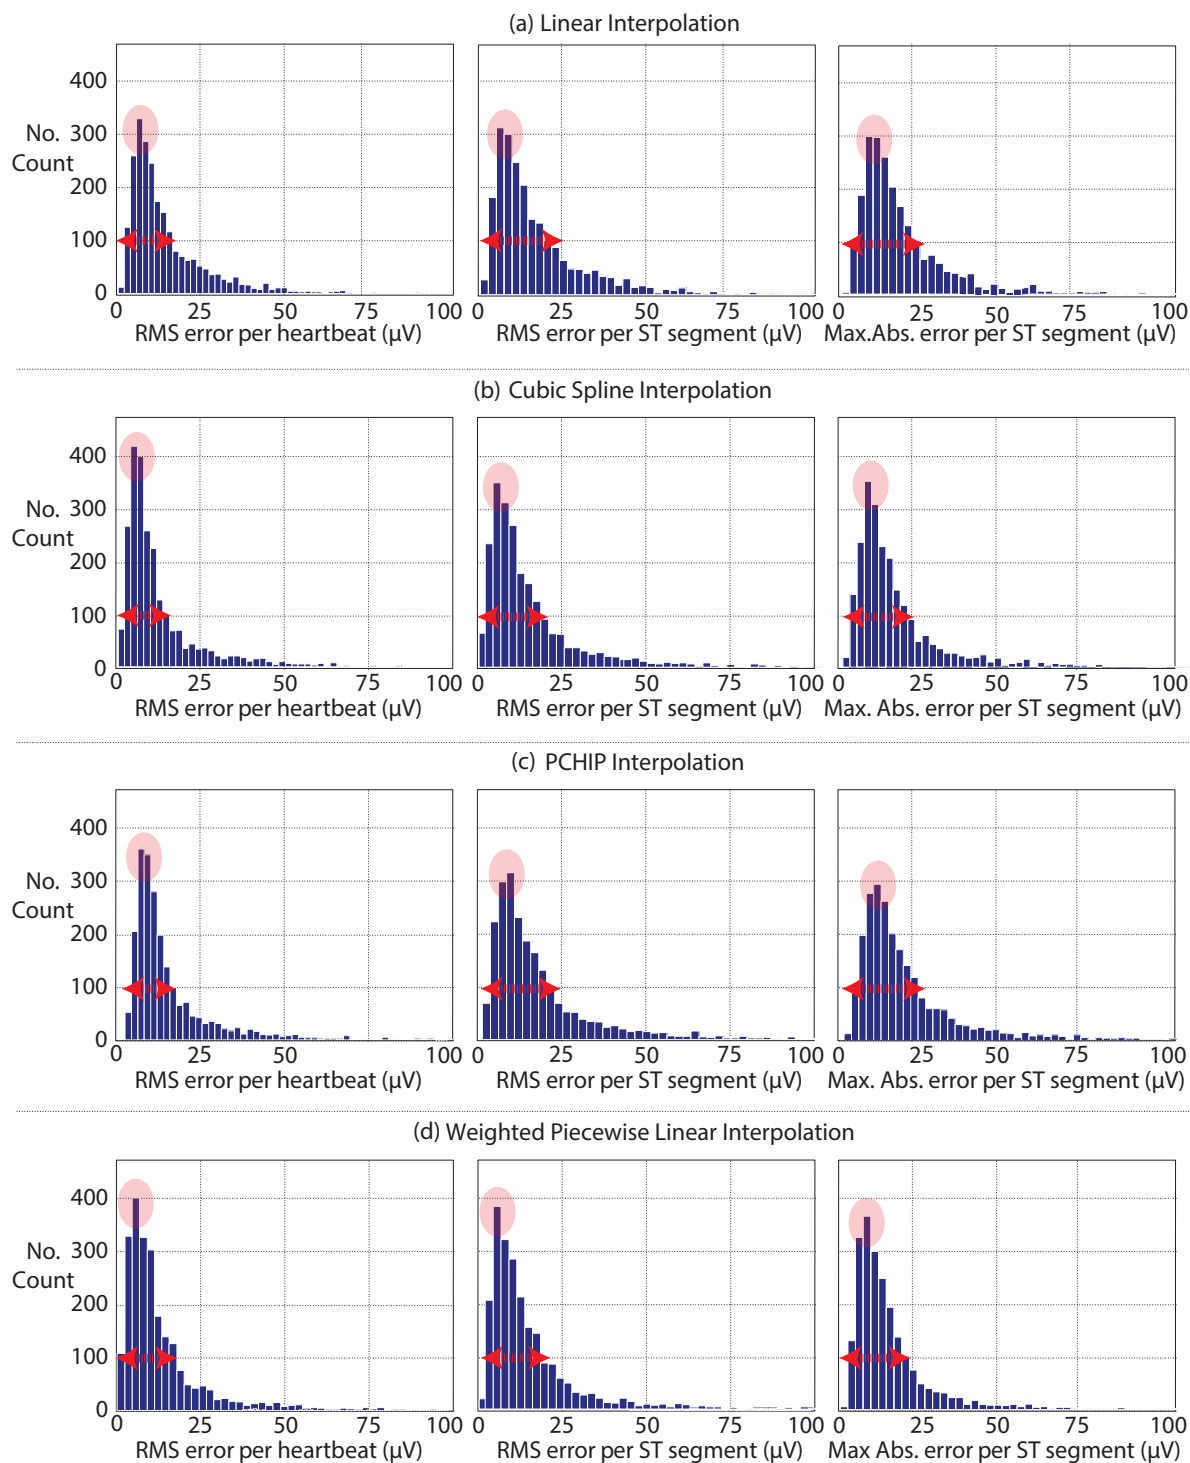 (a) Linear Interpolation
400
300
No.
Count
200
100
0
0 25 50 75 100
0 25 50 75 100
0 25 50 75 100
RMS error per heartbeat (µV)
RMS error per ST segment (µV)
Max.Abs. error per ST segment (µV)
(b) Cubic Spline Interpolation
400
300
No.
Count
200
100
0
0 25 50 75 100
0 25 50 75 100
0 25 50 75 100
RMS error per heartbeat (µV)
RMS error per ST segment (µV)
Max. Abs. error per ST segment (µV)
(c) PCHIP Interpolation
400
300
No.
Count
200
100
0
0 25 50 75 100
0 25 50 75 100
0 25 50 75 100
RMS error per heartbeat (µV)
RMS error per ST segment (µV)
Max. Abs. error per ST segment (µV)
(d) Weighted Piecewise Linear Interpolation
400
300
No.
Count
200
100
0
0 25 50 75 100
0 25 50 75 100
0 25 50 75 100
RMS error per heartbeat (µV)
RMS error per ST segment (µV)
Max Abs. error per ST segment (µV)